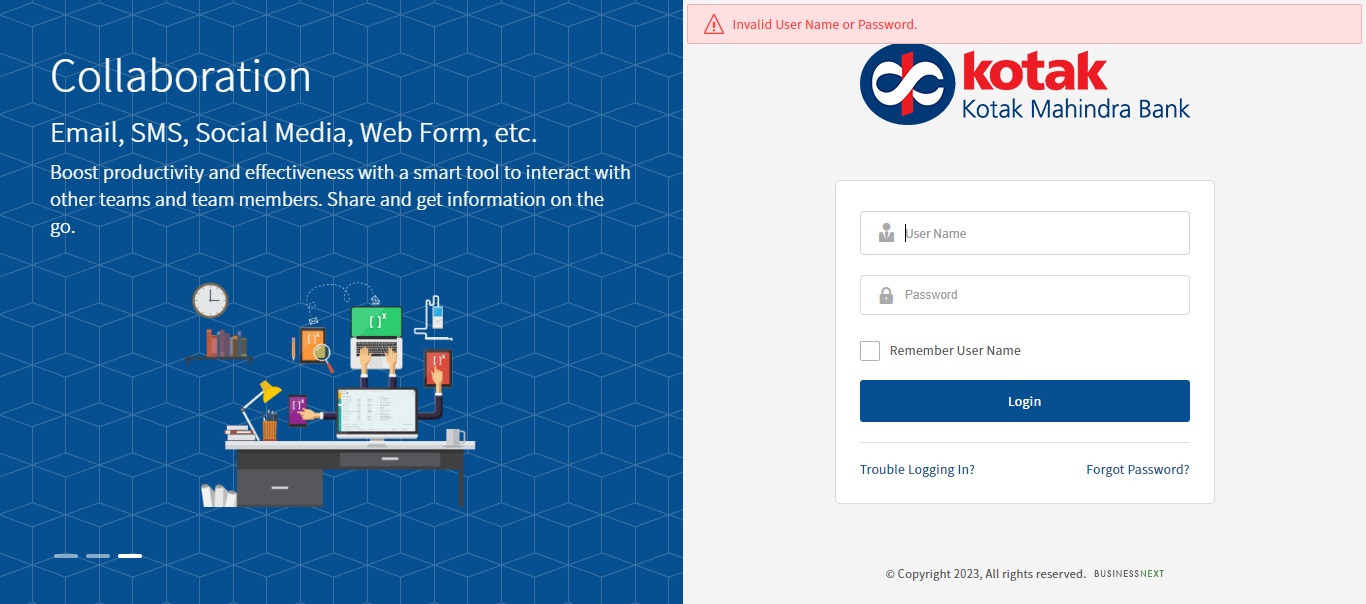 Collaboration
Email, SMS, Social Media, Web Form, etc.
Boost productivity and effectiveness with a smart tool to interact with
other teams and team members. Share and get information on the
go.
[ ]x
[ ]x
[ ]x
[ ]x
Invalid User Name or Password.
kotak
Kotak Mahindra Bank
User Name
Password
Remember User Name
Login
Trouble Logging In?
Forgot Password?
© Copyright 2023, All rights reserved. BUSINESSNEXT